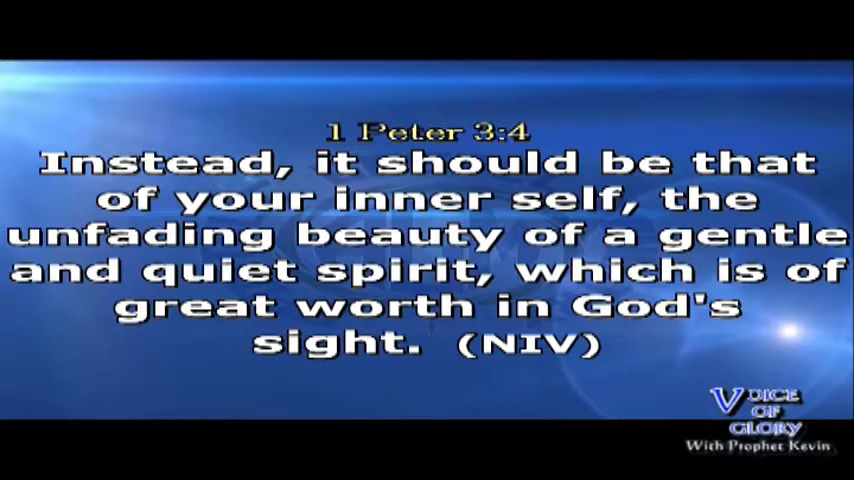 1 Peter 3:4
Instead, it should be that
of your inner self, the
unfading beauty of a gentle
and quiet spirit, which is of
great worth in God's
sight. (NIV)
VOICE
OF
GLORY
With Prophet Kevin